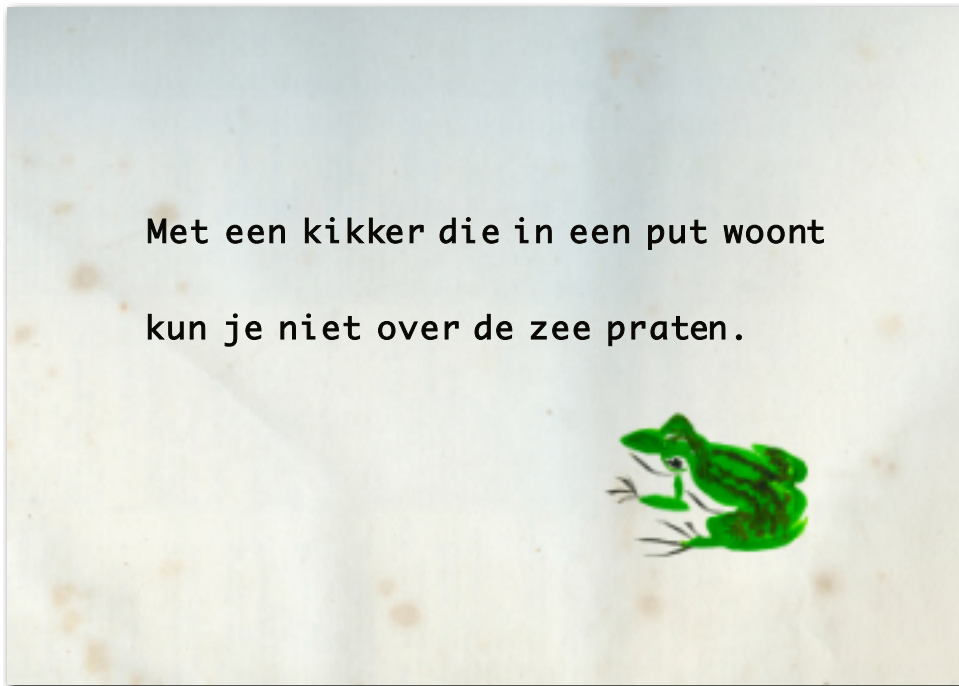 Met een kikker die in een put woont
kun je niet over de zee praten.